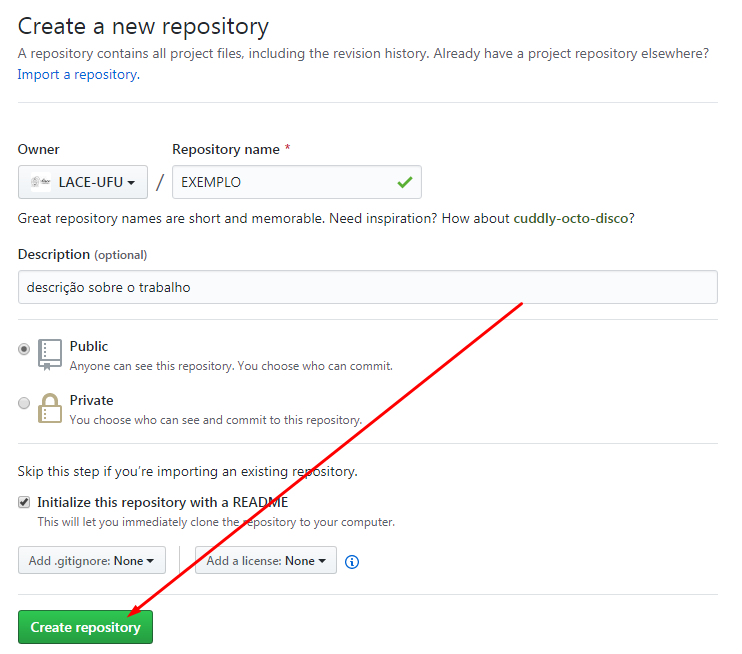 Create a new repository
A repository contains all project files, including the revision history. Already have a project repository elsewhere?
Import a repository.
Owner
Repository name *
LACE-UFU / EXEMPLO
Great repository names are short and memorable. Need inspiration? How about cuddly-octo-disco?
Description (optional)
descrição sobre o trabalho
Public
Anyone can see this repository. You choose who can commit.
Private
You choose who can see and commit to this repository.
Skip this step if you’re importing an existing repository.
Initialize this repository with a README
This will let you immediately clone the repository to your computer.
Add .gitignore: None
Add a license: None
Create repository